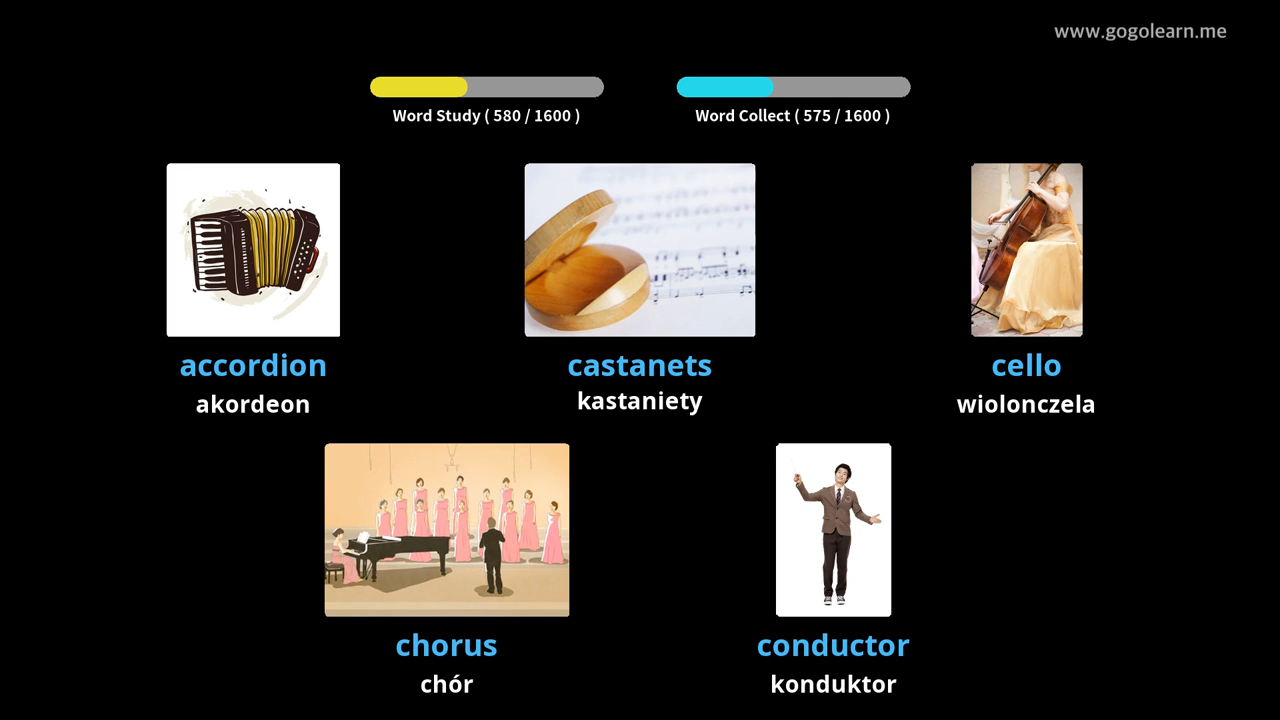 www.gogolearn.me
Word Study ( 580 / 1600 )
Word Collect ( 575 / 1600 )
accordion
akordeon
castanets
kastaniety
cello
wiolonczela
chorus
chór
conductor
konduktor